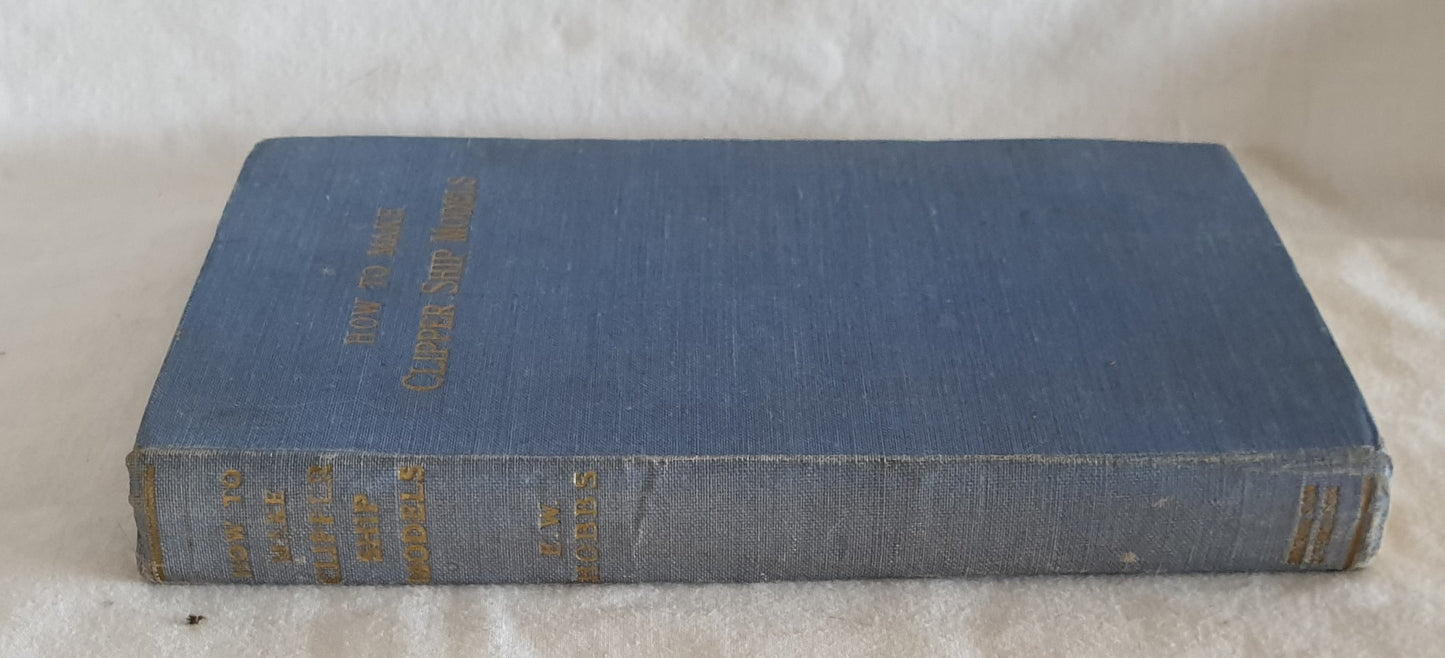 HOW TO MAKE
CLIPPER SHIP MODELS
HOW TO
MAKE
CLIPPER
SHIP
MODELS
E.W.
HOBBS